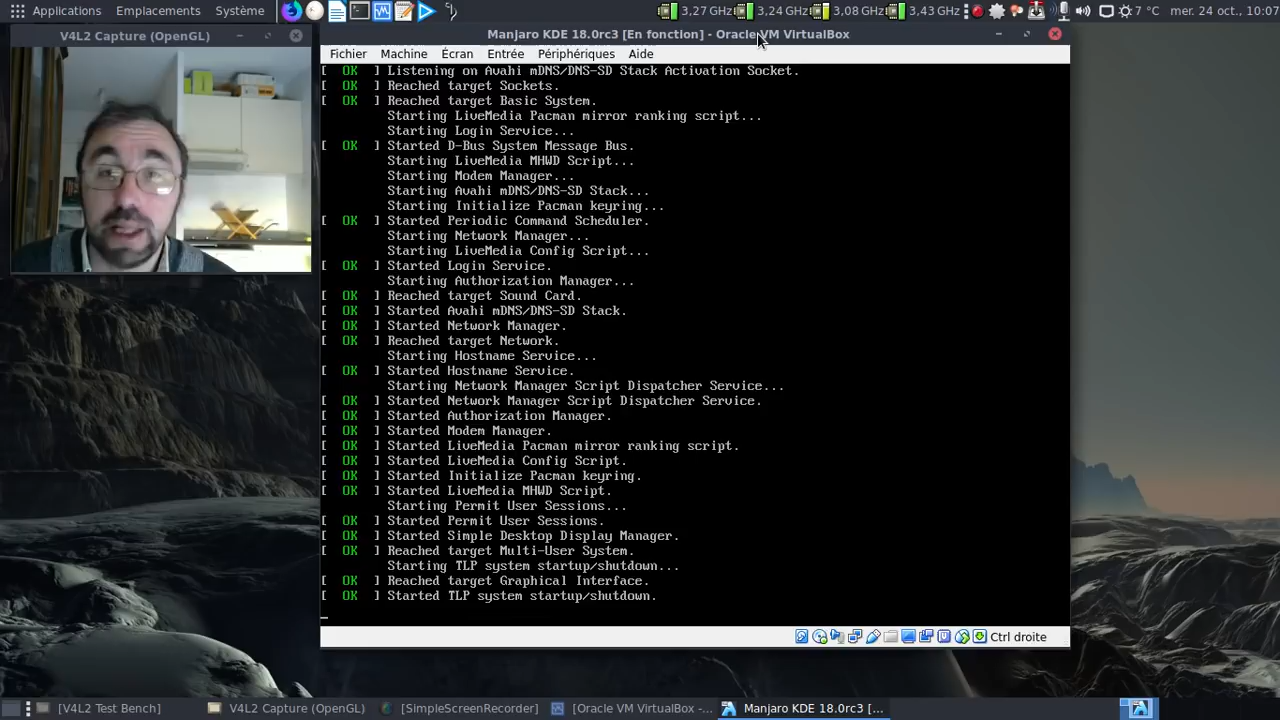 Applications Emplacements Système 3,27 GHz 3,24 GHz 3,08 GHz 3,43 GHz 7 °C mer. 24 oct., 10:07
V4L2 Capture (OpenGL)
Manjaro KDE 18.0rc3 [En fonction] - Oracle VM VirtualBox
Fichier Machine Écran Entrée Périphériques Aide
[ OK ] Listening on Avahi mDNS/DNS-SD Stack Activation Socket.
[ OK ] Reached target Sockets.
[ OK ] Reached target Basic System.
Starting LiveMedia Pacman mirror ranking script...
Starting Login Service...
[ OK ] Started D-Bus System Message Bus.
Starting LiveMedia MHWD Script...
Starting Modem Manager...
Starting Avahi mDNS/DNS-SD Stack...
Starting Initialize Pacman keyring...
[ OK ] Started Periodic Command Scheduler.
Starting Network Manager...
Starting LiveMedia Config Script...
[ OK ] Started Login Service.
Starting Authorization Manager...
[ OK ] Reached target Sound Card.
[ OK ] Started Avahi mDNS/DNS-SD Stack.
[ OK ] Started Network Manager.
[ OK ] Reached target Network.
Starting Hostname Service...
[ OK ] Started Hostname Service.
Starting Network Manager Script Dispatcher Service...
[ OK ] Started Network Manager Script Dispatcher Service.
[ OK ] Started Authorization Manager.
[ OK ] Started Modem Manager.
[ OK ] Started LiveMedia Pacman mirror ranking script.
[ OK ] Started LiveMedia Config Script.
[ OK ] Started Initialize Pacman keyring.
[ OK ] Started LiveMedia MHWD Script.
Starting Permit User Sessions...
[ OK ] Started Permit User Sessions.
[ OK ] Started Simple Desktop Display Manager.
[ OK ] Reached target Multi-User System.
Starting TLP system startup/shutdown...
[ OK ] Reached target Graphical Interface.
[ OK ] Started TLP system startup/shutdown.
Ctrl droite
[V4L2 Test Bench] V4L2 Capture (OpenGL) [SimpleScreenRecorder] [Oracle VM VirtualBox -... Manjaro KDE 18.0rc3 [...